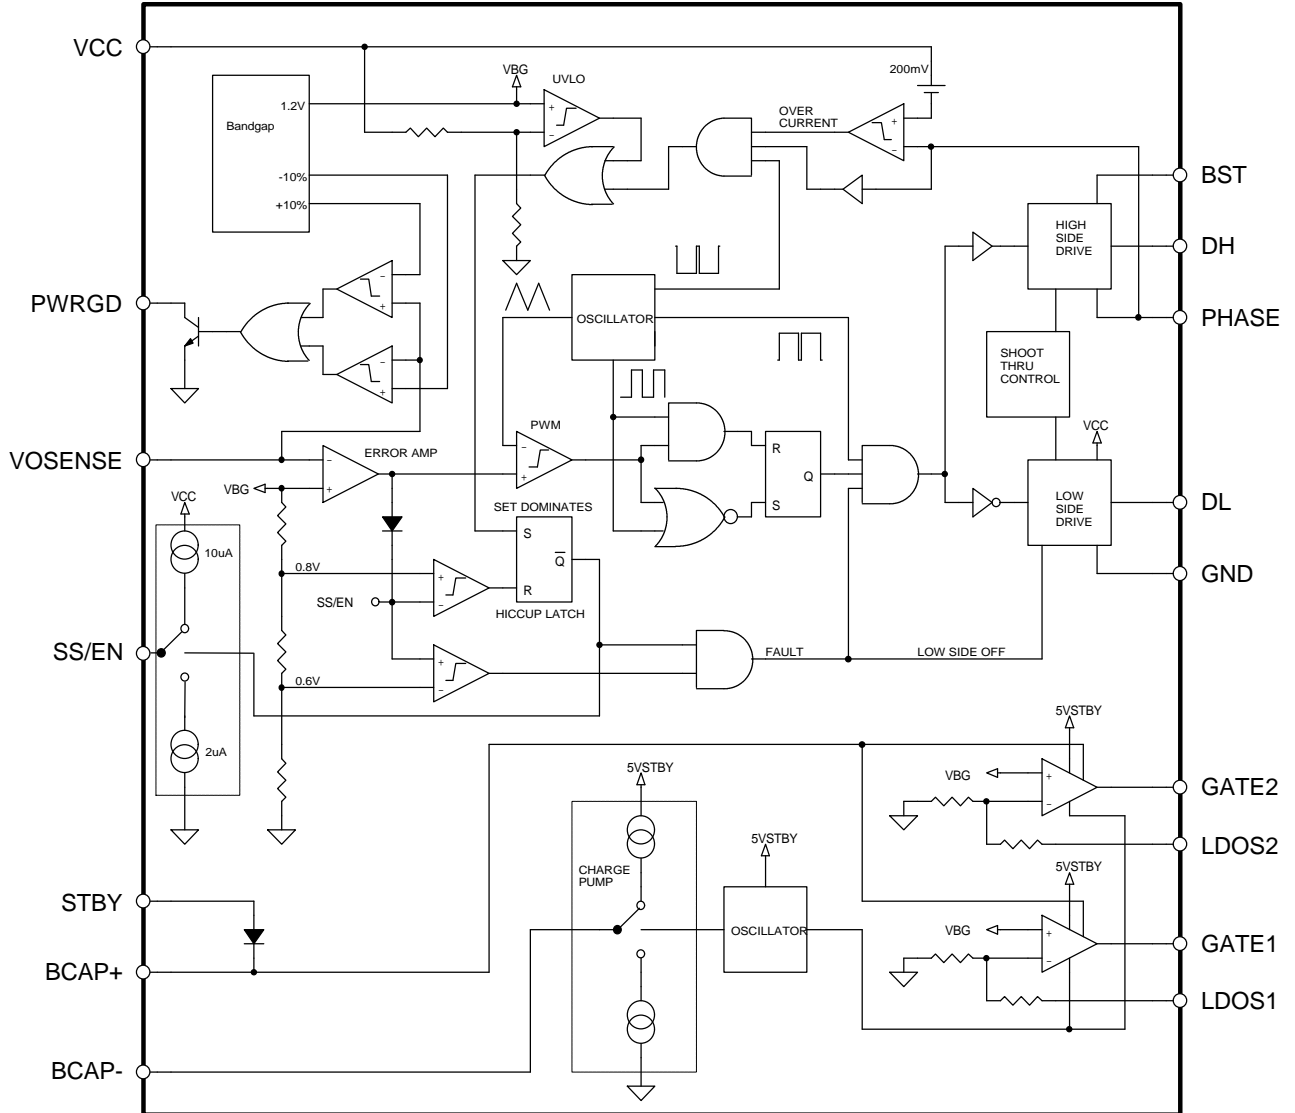 VCC
200mV
VBG
UVLO
1.2V
Bandgap
OVER
CURRENT
+
-
+
-
-10%
+10%
BST
HIGH
SIDE
DRIVE
DH
-
+
PWRGD
OSCILLATOR
PHASE
SHOOT
THRU
CONTROL
-
+
VCC
PWM
-
+
R
Q
S
VOSENSE
ERROR AMP
-
+
VBG
LOW
SIDE
DRIVE
DL
VCC
10uA
SET DOMINATES
S
Q
R
HICCUP LATCH
0.8V
+
-
SS/EN
GND
SS/EN
FAULT
LOW SIDE OFF
+
-
0.6V
2uA
5VSTBY
5VSTBY
VBG
+
-
GATE2
LDOS2
CHARGE
PUMP
5VSTBY
OSCILLATOR
5VSTBY
VBG
+
-
GATE1
LDOS1
STBY
BCAP+
BCAP-